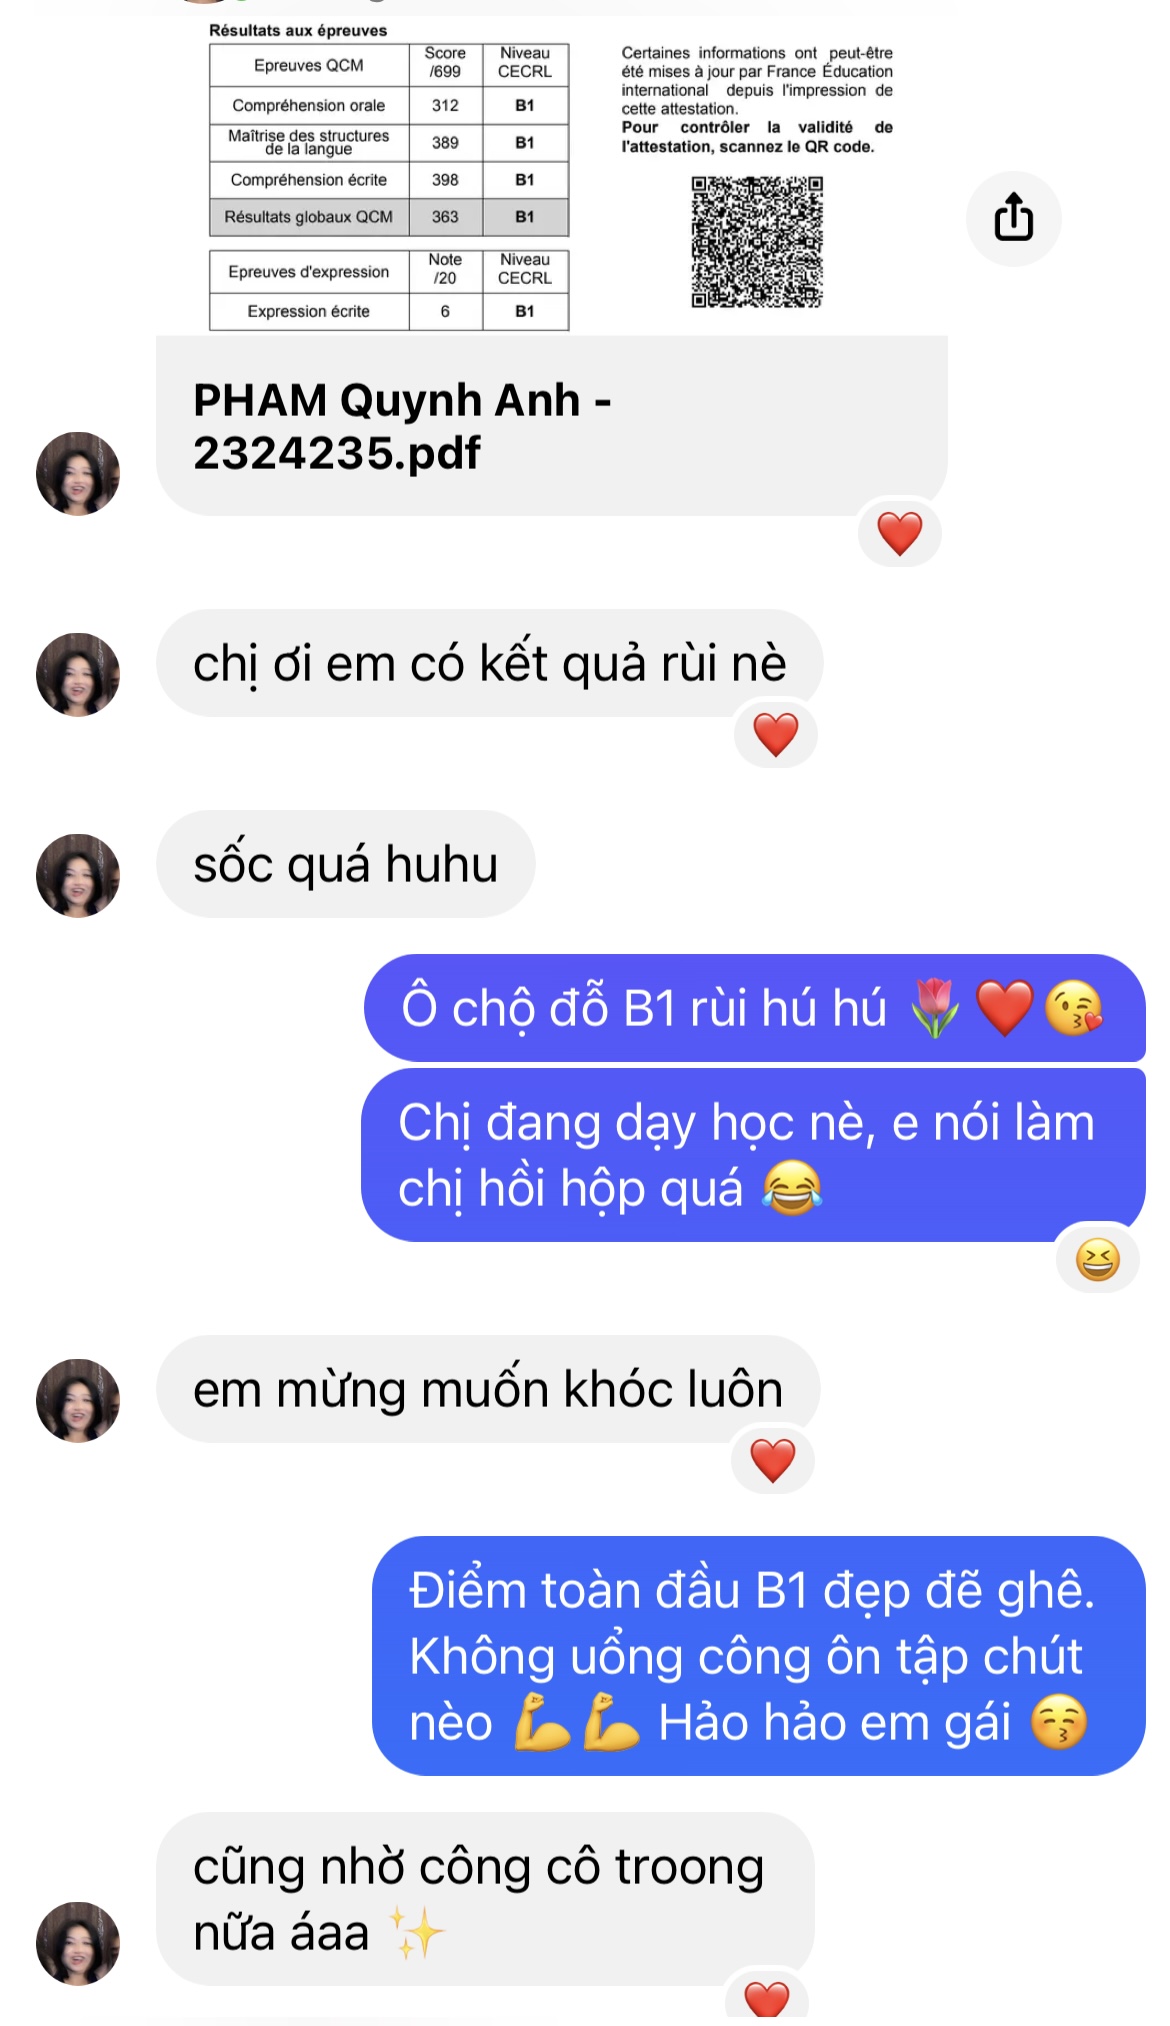 Résultats aux épreuves
Epreuves QCM Score /699 Niveau CECRL
Compréhension orale 312 B1
Maîtrise des structures de la langue 389 B1
Compréhension écrite 398 B1
Résultats globaux QCM 363 B1
Epreuves d'expression Note /20 Niveau CECRL
Expression écrite 6 B1
Certaines informations ont peut-être
été mises à jour par France Éducation
international depuis l'impression de
cette attestation.
Pour contrôler la validité de
l'attestation, scannez le QR code.
PHAM Quynh Anh -
2324235.pdf
❤️
chị ơi em có kết quả rùi nè
❤️
sốc quá huhu
Ô chộ đỗ B1 rùi hú hú 🌷❤️😘
Chị đang dạy học nè, e nói làm
chị hồi hộp quá 😂
😆
em mừng muốn khóc luôn
❤️
Điểm toàn đầu B1 đẹp đẽ ghê.
Không uổng công ôn tập chút
nèo 💪💪 Hảo hảo em gái 😚
cũng nhờ công cô troong
nữa áaa ✨
❤️